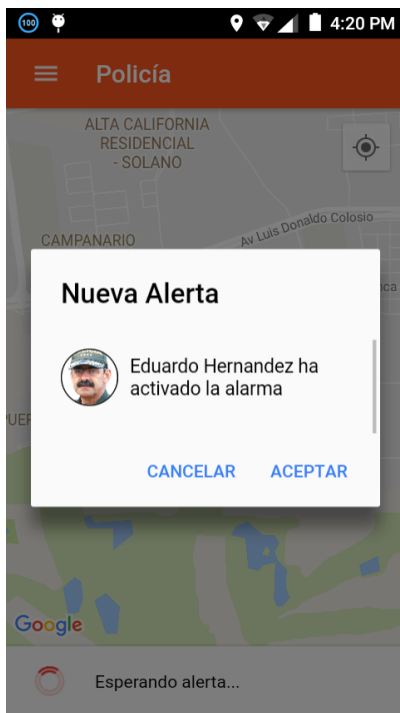 100
4:20 PM
Policía
ALTA CALIFORNIA
RESIDENCIAL
- SOLANO
Av Luis Donaldo Colosio
CAMPANARIO
Nueva Alerta
Eduardo Hernandez ha
activado la alarma
CANCELAR ACEPTAR
Google
Esperando alerta...